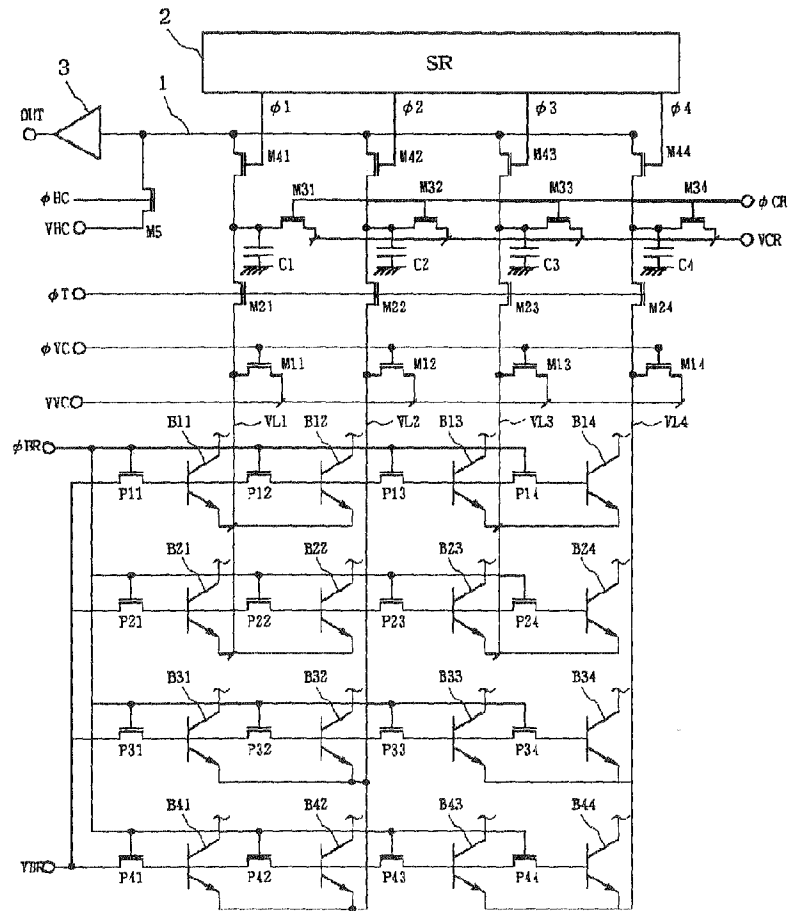 2
SR
3
OUT
1
φ1 φ2 φ3 φ4
M41 M42 M43 M44
φHC
M31 M32 M33 M34
φCR
VHC
M5
VCR
C1 C2 C3 C4
φT
M21 M22 M23 M24
φVC
M11 M12 M13 M14
VVC
B11 VL1 B12 VL2 B13 VL3 B14 VL4
φBR
P11 P12 P13 P14
B21 B22 B23 B24
P21 P22 P23 P24
B31 B32 B33 B34
P31 P32 P33 P34
B41 B42 B43 B44
VBR
P41 P42 P43 P44